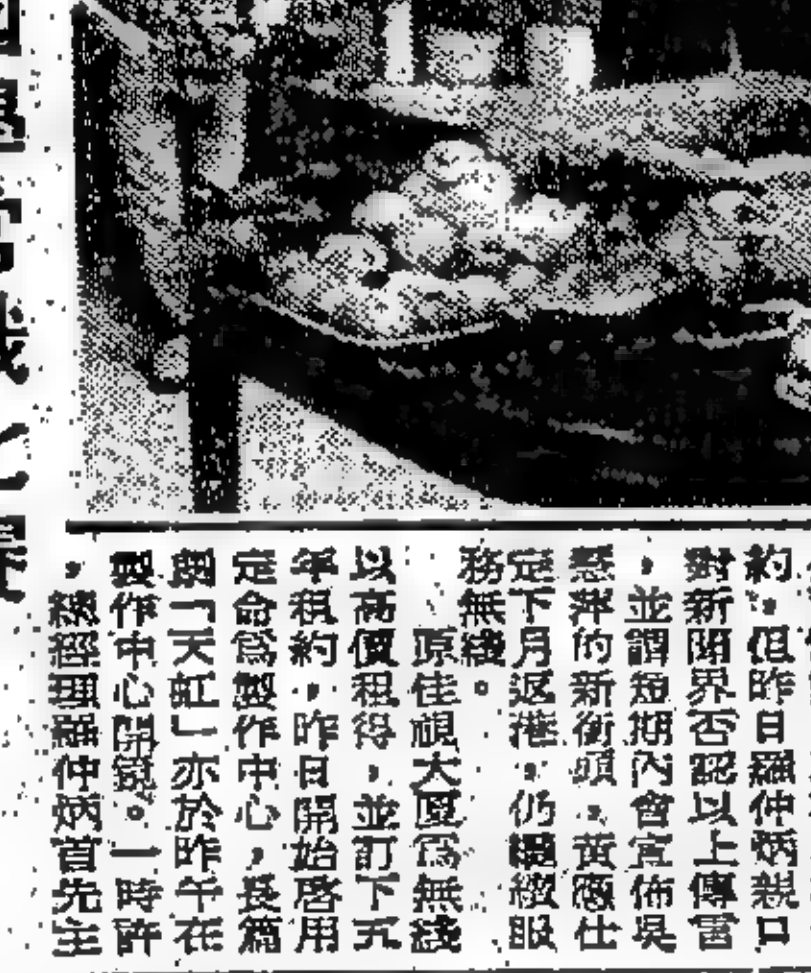 約。但昨日羅仲炳親口
對新聞界否認以上傳言
，並謂短期內會宣佈吳
慧萍的新銜頭。黃應仕
定下月返港，仍繼續服
務無綫。
原佳視大厦為無綫
以高價租得，並訂下五
年租約，昨日開始啓用
定命為製作中心，長篇
劇「天虹」亦於昨午在
製作中心開鏡。一時許
，總經理羅仲炳首先主